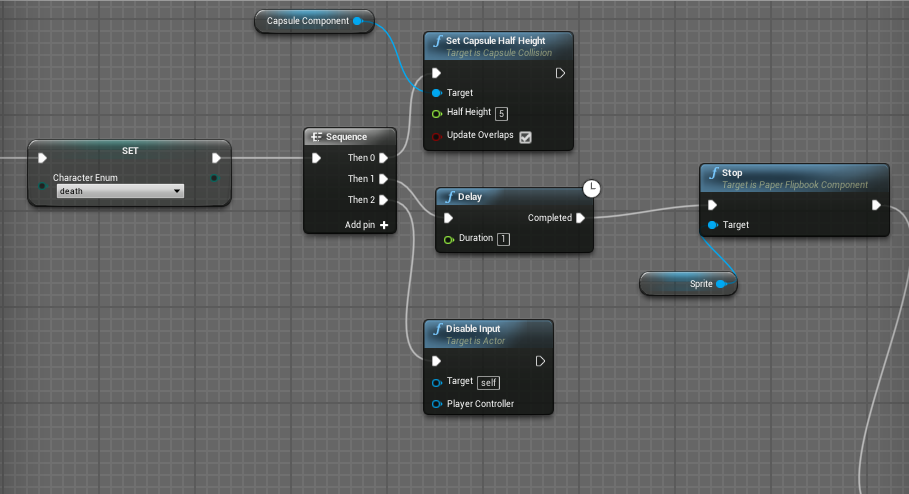 Capsule Component
f Set Capsule Half Height
Target is Capsule Collision
Target
Half Height 5
Update Overlaps
SET
Character Enum
death
Sequence
Then 0
Then 1
Then 2
Add pin
f Delay
Completed
Duration 1
f Stop
Target is Paper Flipbook Component
Target
Sprite
f Disable Input
Target is Actor
Target self
Player Controller